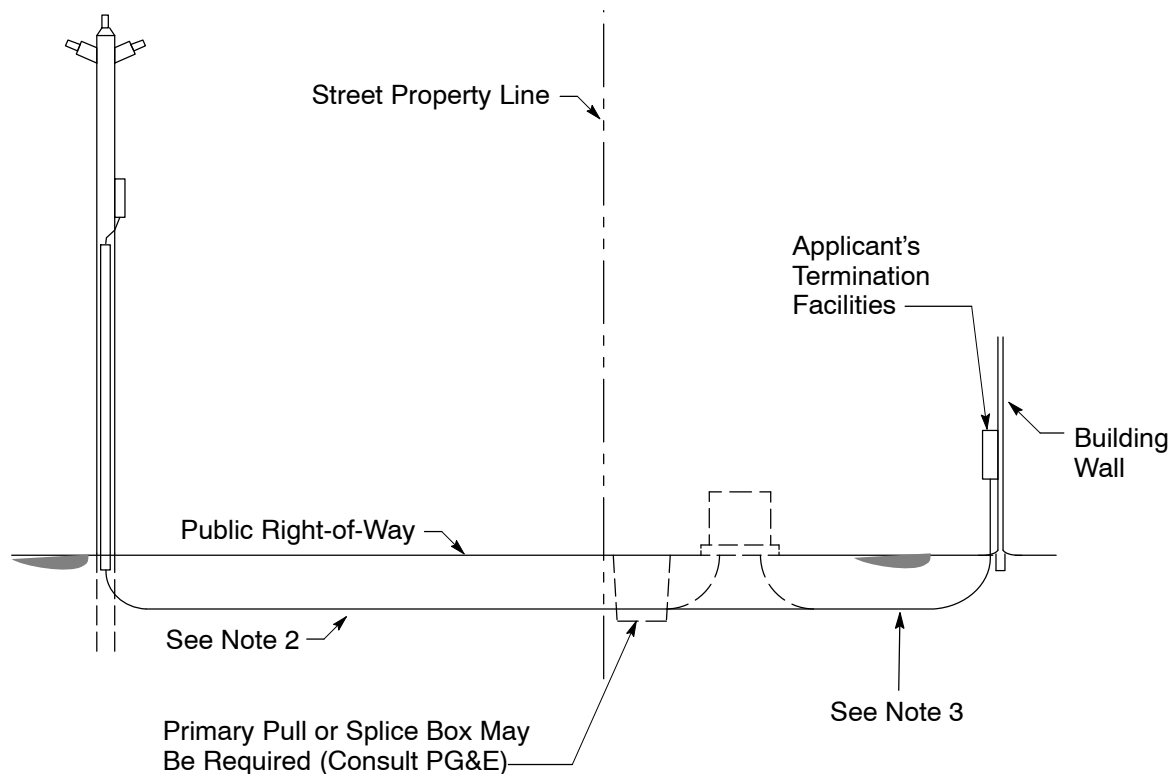 Street Property Line
Applicant's
Termination
Facilities
Building
Wall
Public Right-of-Way
See Note 2
See Note 3
Primary Pull or Splice Box May
Be Required (Consult PG&E)